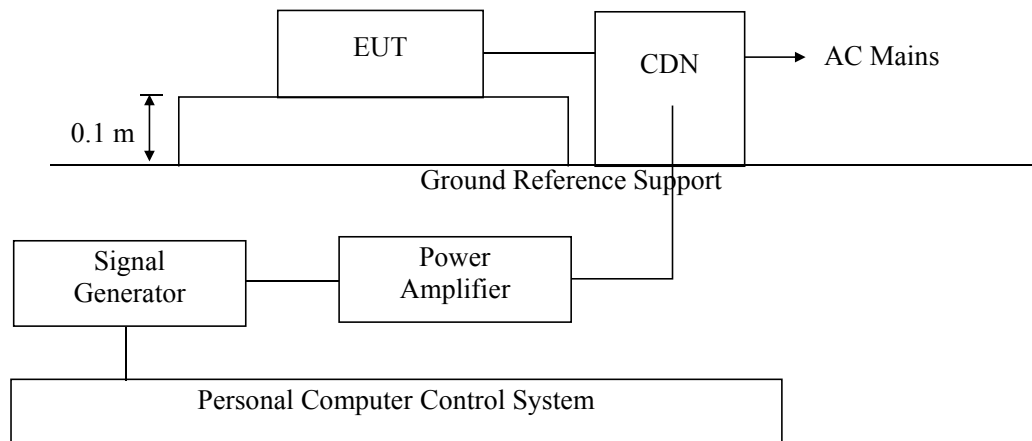 EUT
CDN
AC Mains
0.1 m
Ground Reference Support
Signal
Generator
Power
Amplifier
Personal Computer Control System